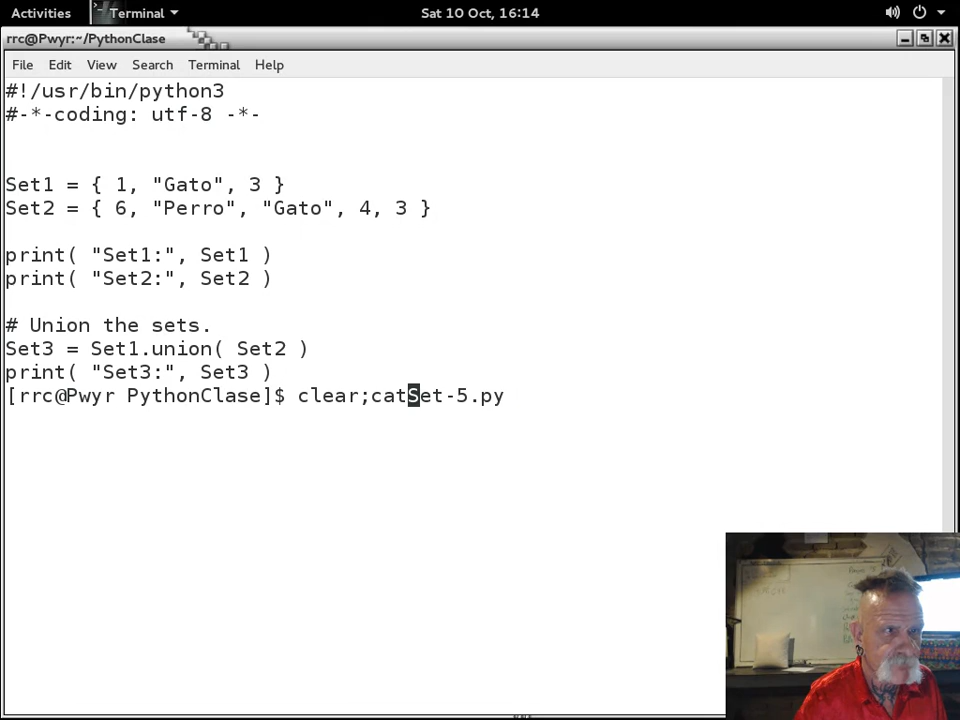 Activities
Terminal
Sat 10 Oct, 16:14
rrc@Pwyr:~/PythonClase
File Edit View Search Terminal Help
#!/usr/bin/python3
#-*-coding: utf-8 -*-
Set1 = { 1, "Gato", 3 }
Set2 = { 6, "Perro", "Gato", 4, 3 }
print( "Set1:", Set1 )
print( "Set2:", Set2 )
# Union the sets.
Set3 = Set1.union( Set2 )
print( "Set3:", Set3 )
[rrc@Pwyr PythonClase]$ clear;catSet-5.py